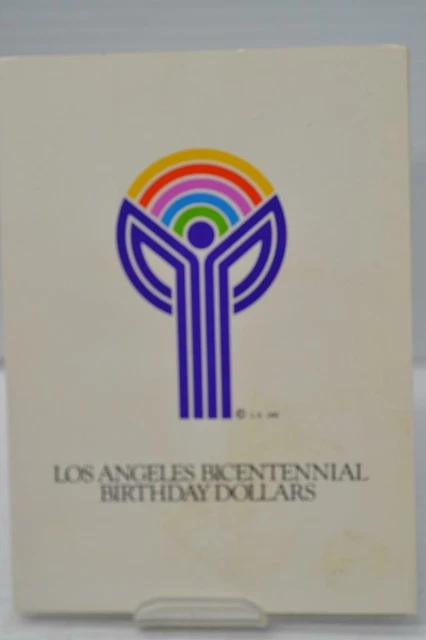 ©
LOS ANGELES BICENTENNIAL
BIRTHDAY DOLLARS